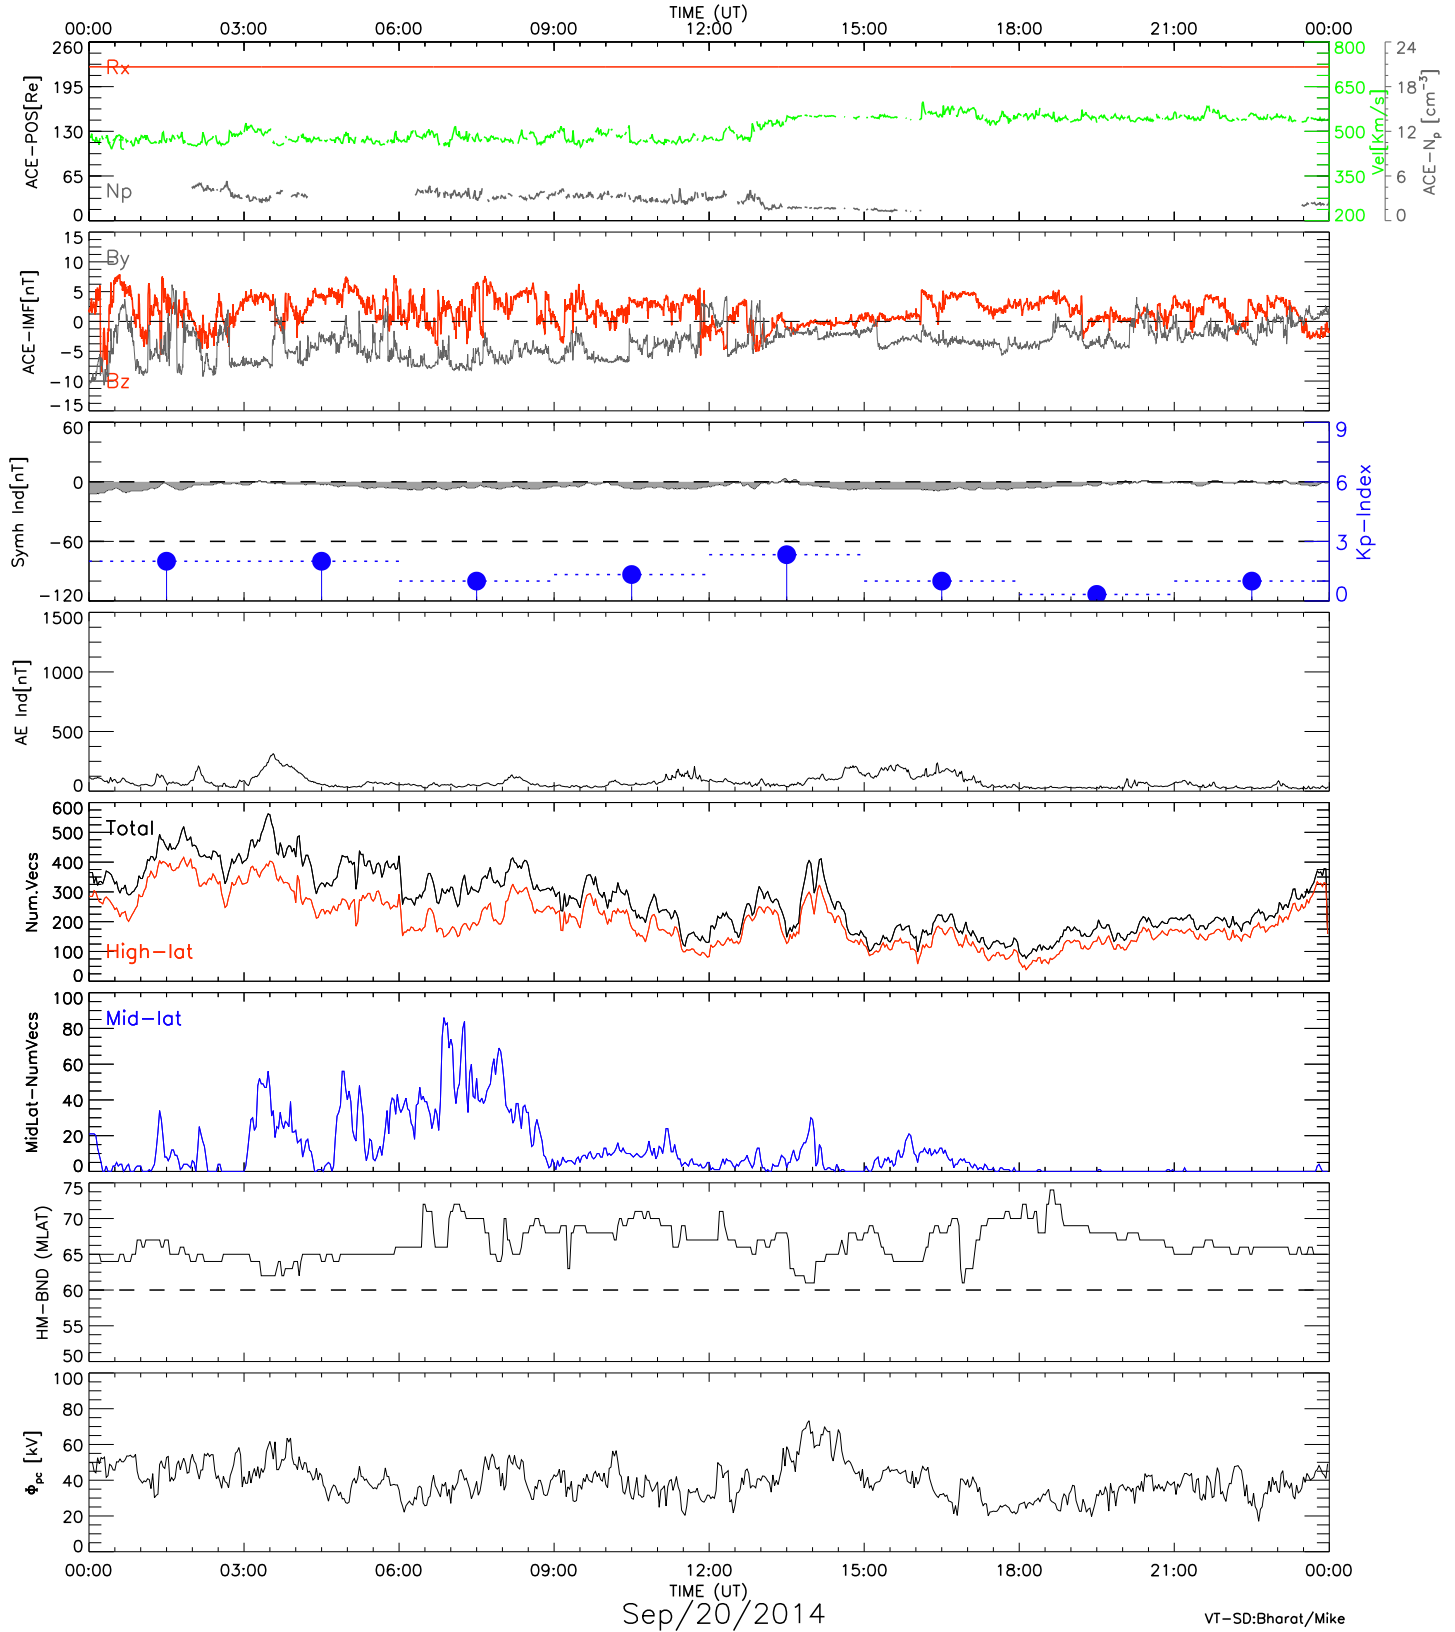 TIME (UT)
00:00 03:00 06:00 09:00 12:00 15:00 18:00 21:00 00:00
ACE-POS[Re]
260
195
130
65
0
Rx
Np
800
650
500
350
200
Vel[Km/s]
24
18
12
6
0
ACE-Np [cm-3]
ACE-IMF[nT]
15
10
5
0
-5
-10
-15
By
Bz
Symh Ind[nT]
60
0
-60
-120
9
6
3
0
Kp-Index
AE Ind[nT]
1500
1000
500
0
Num.Vecs
600
500
400
300
200
100
0
Total
High-lat
MidLat-NumVecs
100
80
60
40
20
0
Mid-lat
HM-BND (MLAT)
75
70
65
60
55
50
Φpc [kV]
100
80
60
40
20
0
00:00 03:00 06:00 09:00 12:00 15:00 18:00 21:00 00:00
TIME (UT)
Sep/20/2014
VT-SD:Bharat/Mike